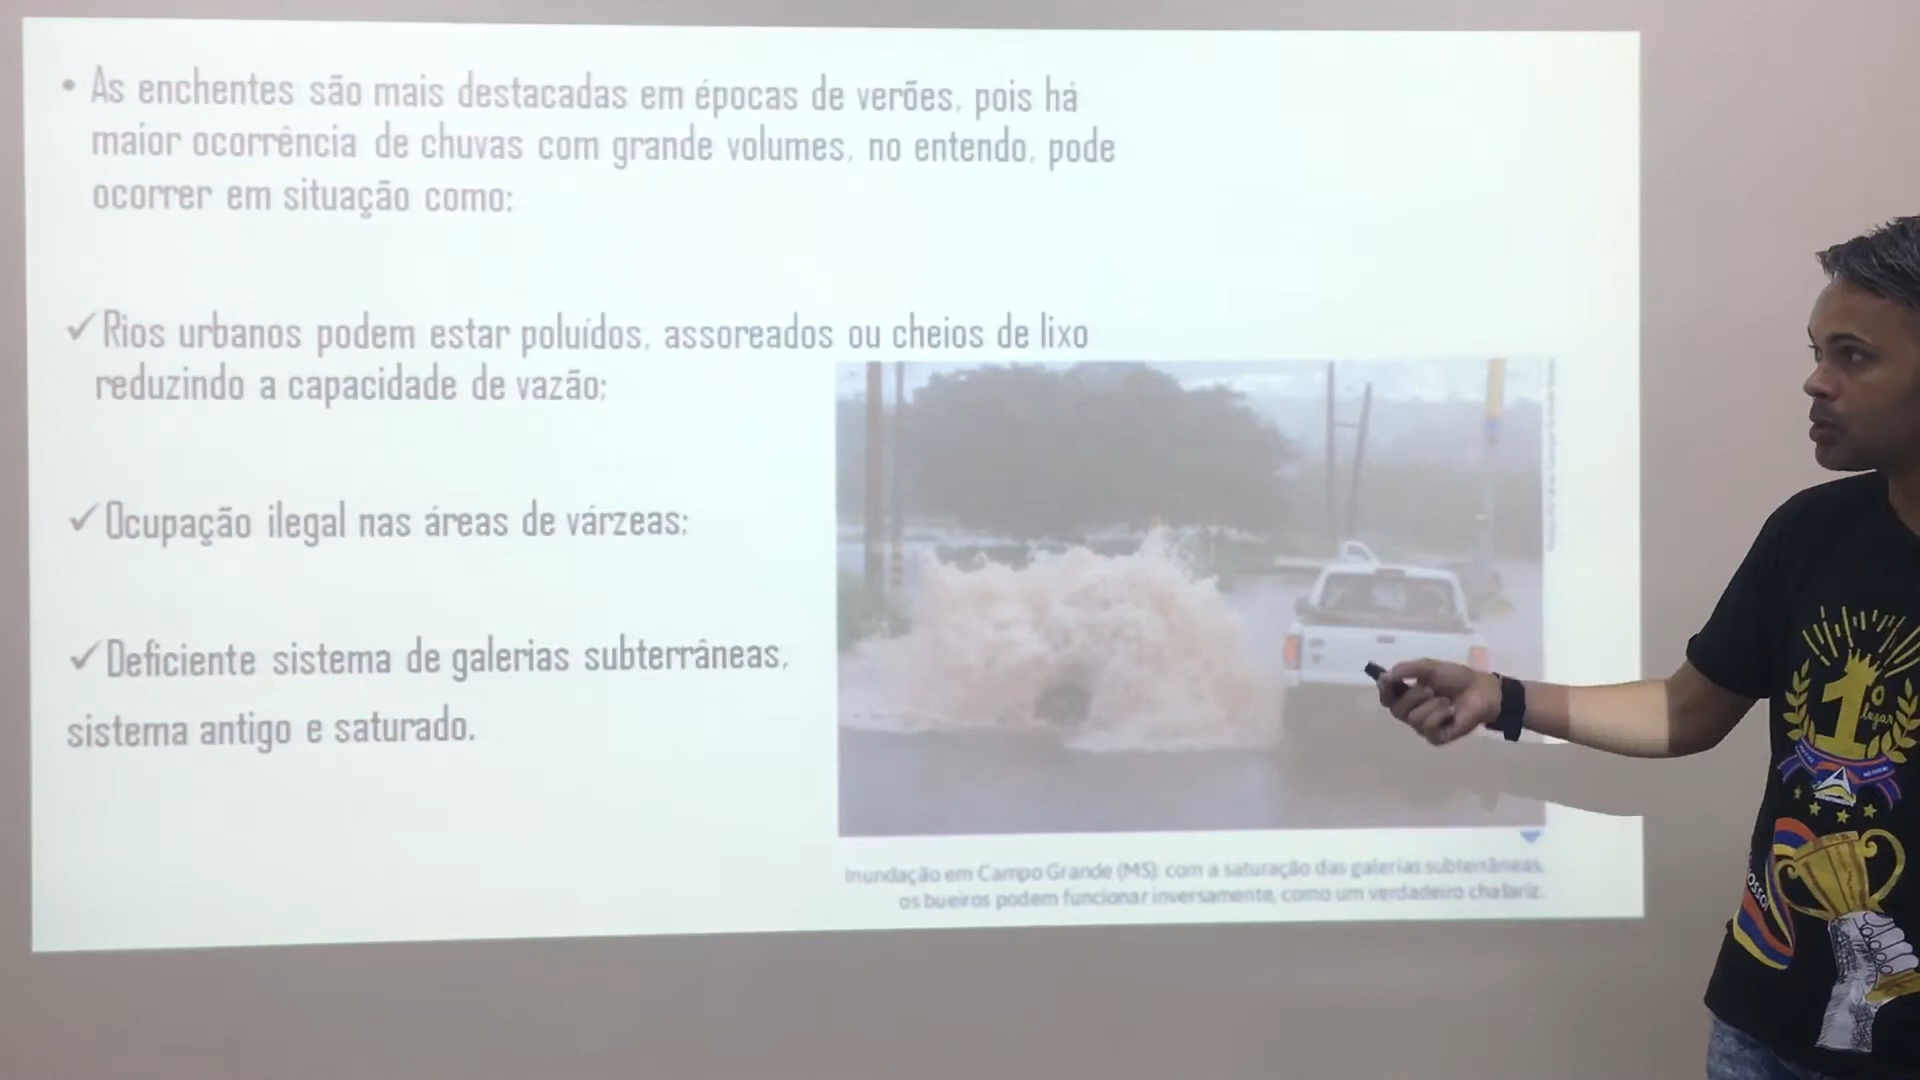 • As enchentes são mais destacadas em épocas de verões, pois há
maior ocorrência de chuvas com grande volumes, no entendo, pode
ocorrer em situação como:
✓Rios urbanos podem estar poluídos, assoreados ou cheios de lixo
reduzindo a capacidade de vazão;
✓Ocupação ilegal nas áreas de várzeas;
✓Deficiente sistema de galerias subterrâneas,
sistema antigo e saturado.
Inundação em Campo Grande (MS): com a saturação das galerias subterrâneas,
os bueiros podem funcionar inversamente, como um verdadeiro chafariz.
1º
lugar